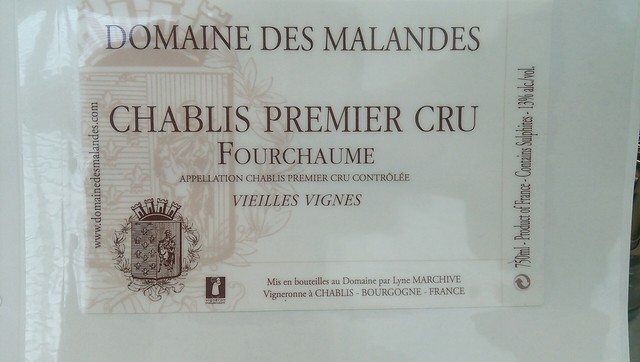 DOMAINE DES MALANDES
CHABLIS PREMIER CRU
FOURCHAUME
APPELLATION CHABLIS PREMIER CRU CONTRÔLÉE
VIEILLES VIGNES
www.domainedesmalandes.com
Mis en bouteilles au Domaine par Lyne MARCHIVE
Vigneronne à CHABLIS - BOURGOGNE - FRANCE
750ml - Product of France - Contains Sulphites - 13% alc./vol.